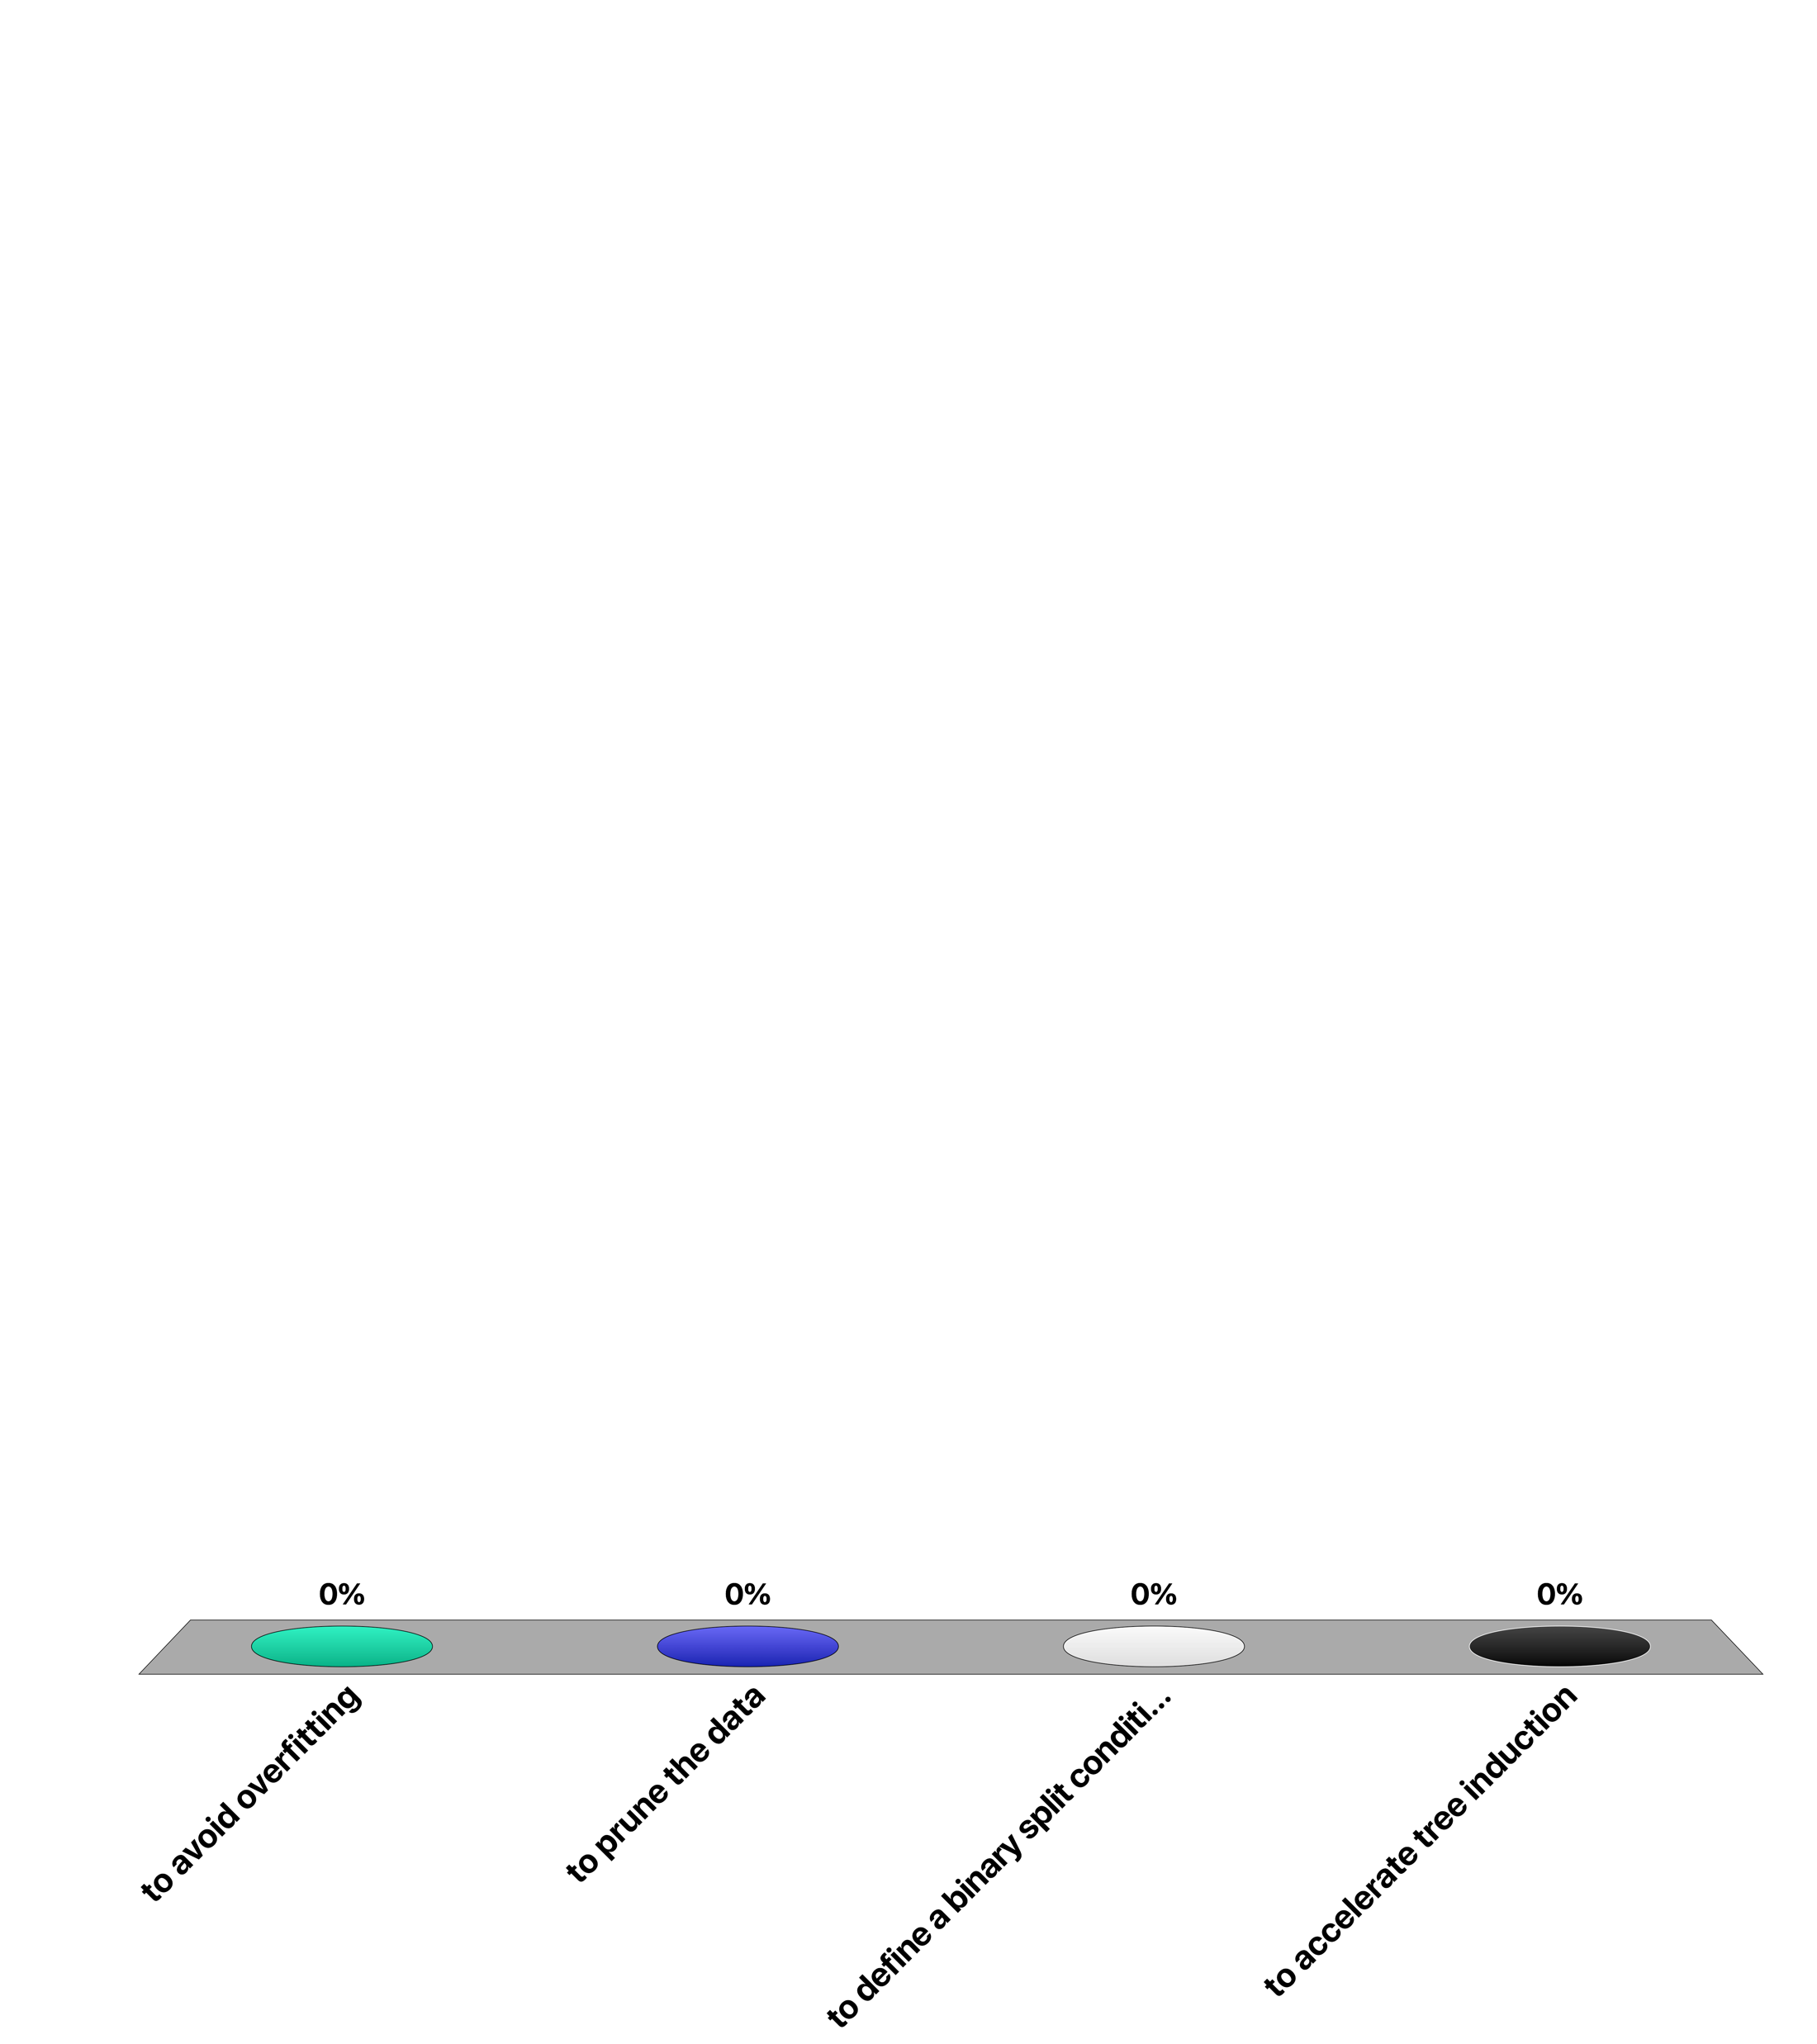 0%
0%
0%
0%
to avoid overfitting
to prune the data
to define a binary split conditi...
to accelerate tree induction